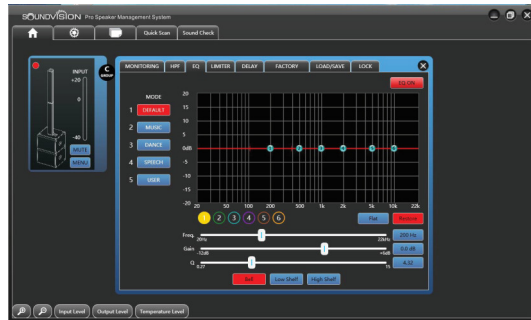 SOUNDVISION Pro Speaker Management System
Quick Scan Sound Check
INPUT
+20
0
-40
MUTE
MENU
C
GROUP
MONITORING HPF EQ LIMITER DELAY FACTORY LOAD/SAVE LOCK
EQ ON
MODE
1 DEFAULT
2 MUSIC
3 DANCE
4 SPEECH
5 USER
20
15
10
5
0dB
-5
-10
-15
-20
20 50 100 200 500 1k 2k 5k 10k 22k
1 2 3 4 5 6
Flat
Freq.
20Hz 22kHz
200 Hz
Gain
-12dB +6dB
0.0 dB
Q
0.27 15
4.32
Bell Low Shelf High Shelf
Input Level Output Level Temperature Level